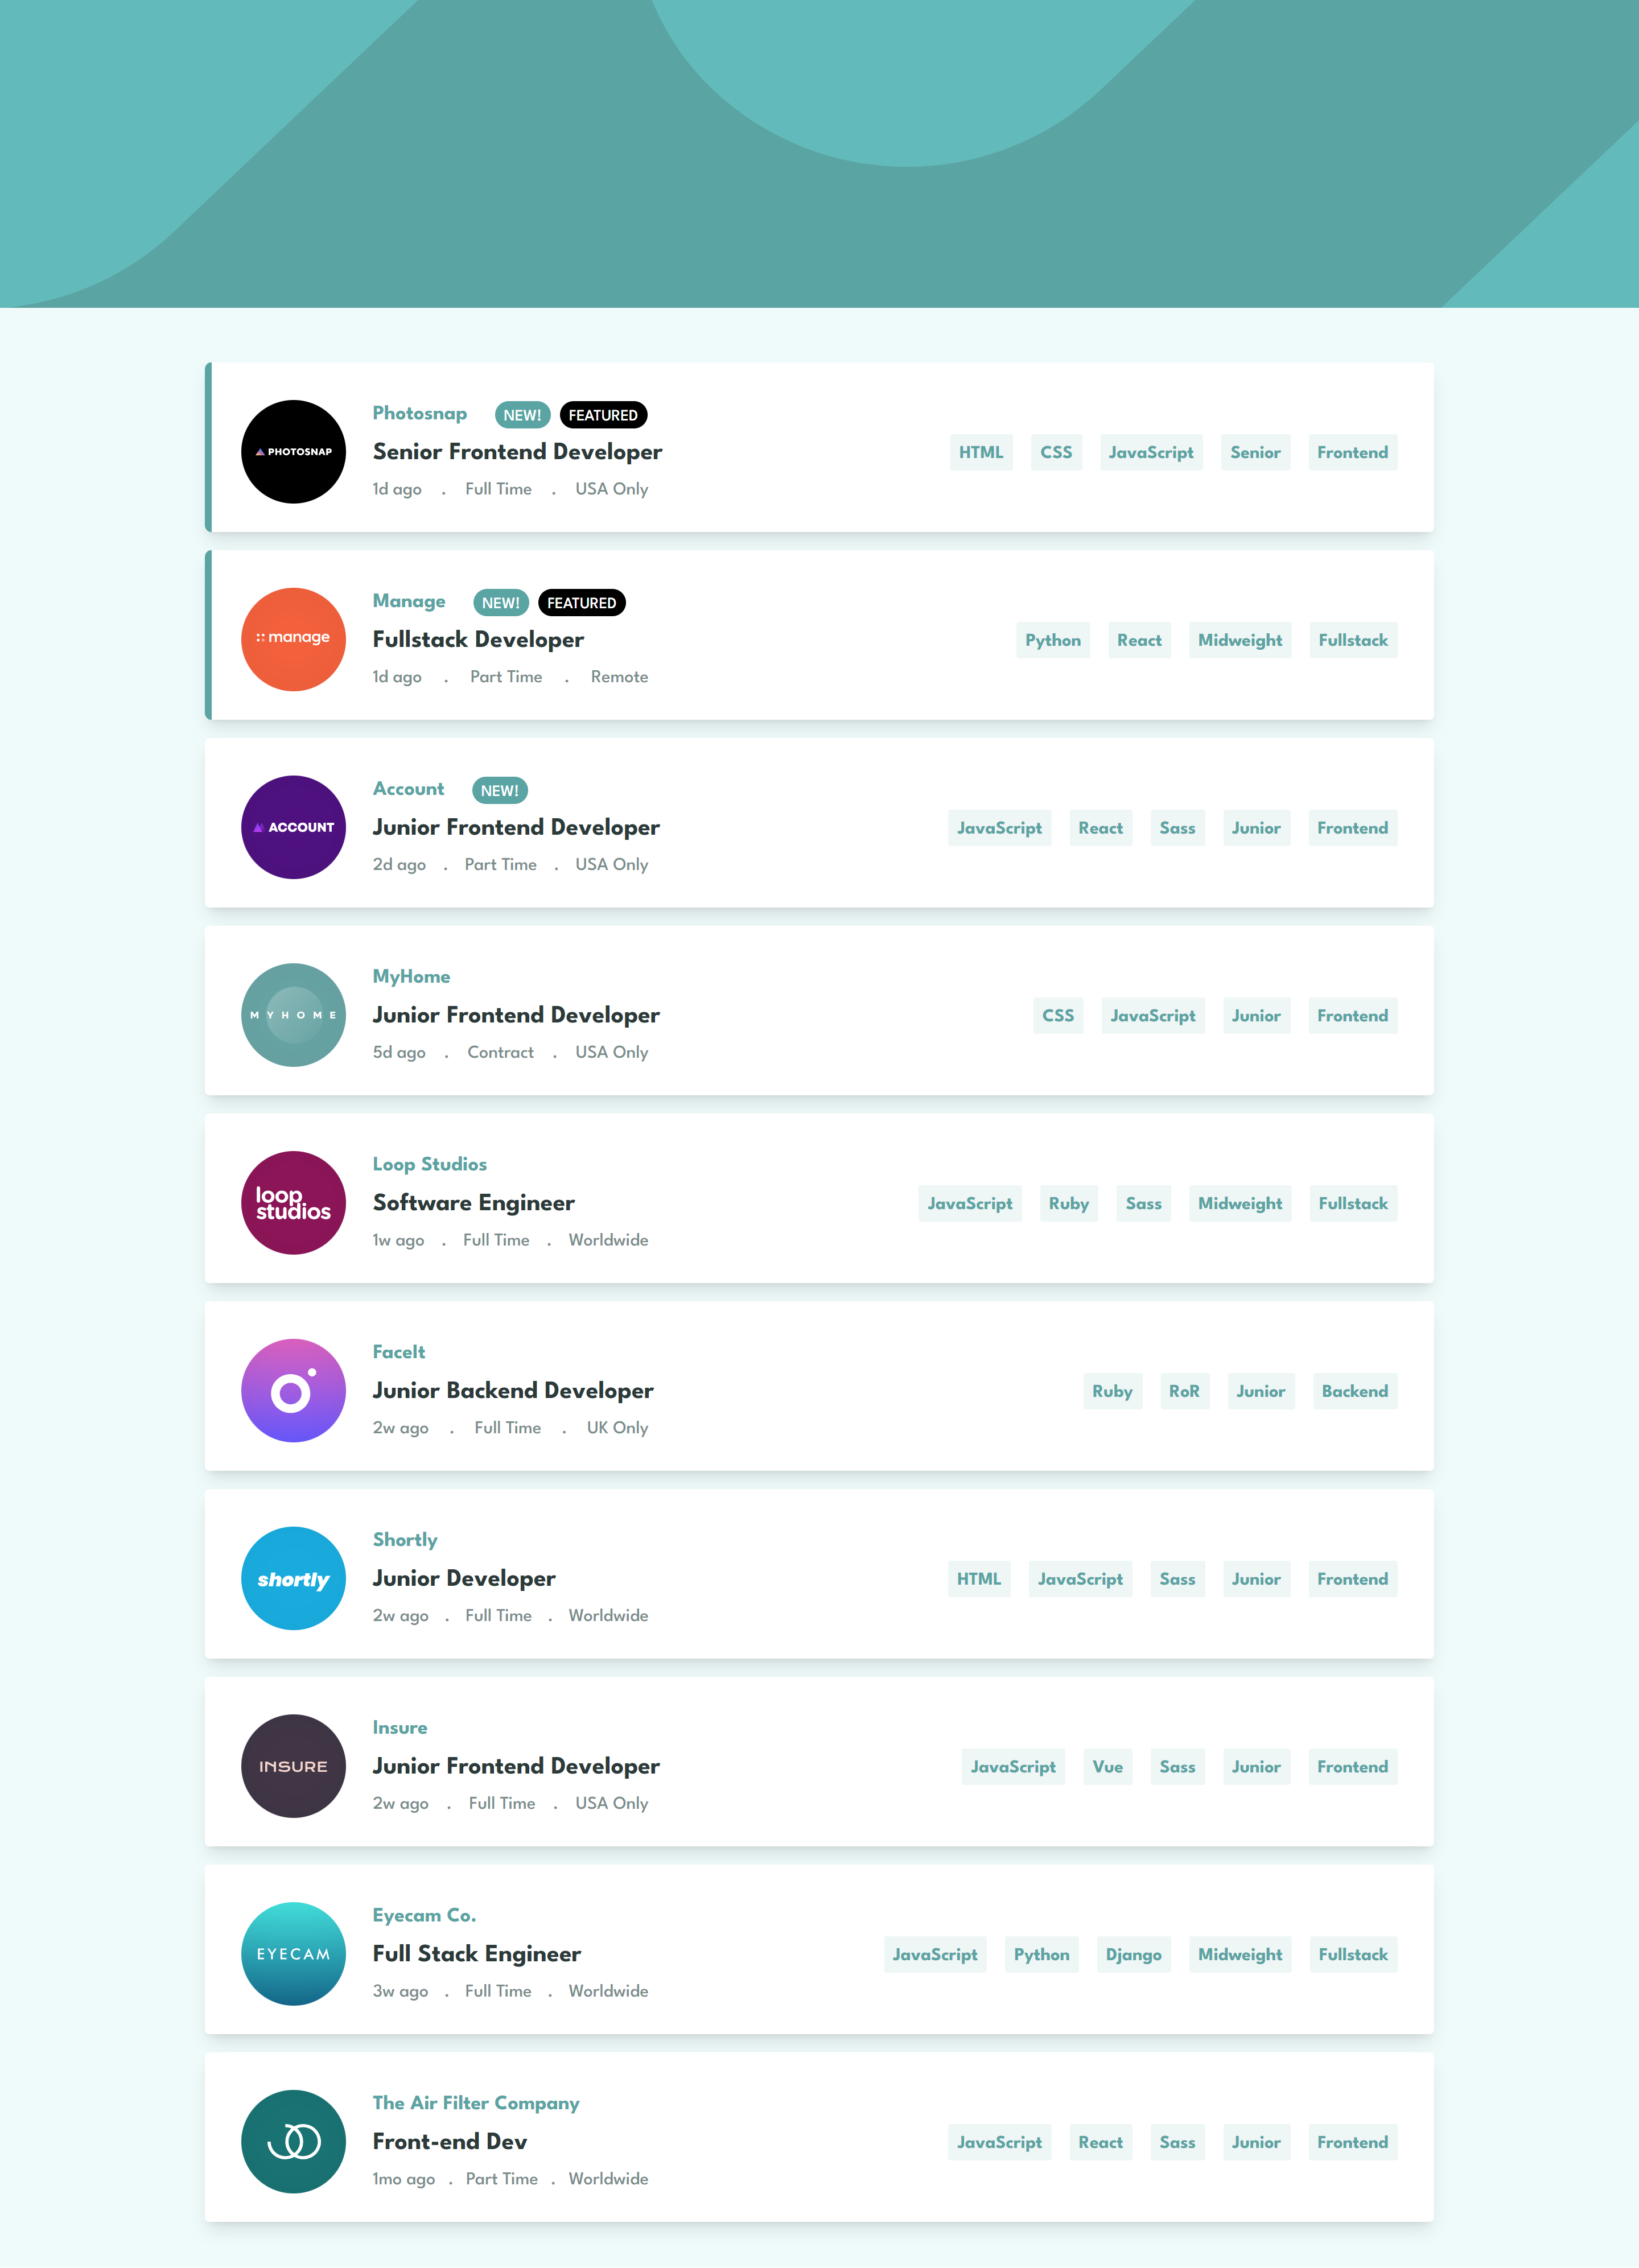 PHOTOSNAP
Photosnap NEW! FEATURED
Senior Frontend Developer
1d ago . Full Time . USA Only
HTML CSS JavaScript Senior Frontend
manage
Manage NEW! FEATURED
Fullstack Developer
1d ago . Part Time . Remote
Python React Midweight Fullstack
ACCOUNT
Account NEW!
Junior Frontend Developer
2d ago . Part Time . USA Only
JavaScript React Sass Junior Frontend
MYHOME
MyHome
Junior Frontend Developer
5d ago . Contract . USA Only
CSS JavaScript Junior Frontend
loop
studios
Loop Studios
Software Engineer
1w ago . Full Time . Worldwide
JavaScript Ruby Sass Midweight Fullstack
FaceIt
Junior Backend Developer
2w ago . Full Time . UK Only
Ruby RoR Junior Backend
shortly
Shortly
Junior Developer
2w ago . Full Time . Worldwide
HTML JavaScript Sass Junior Frontend
INSURE
Insure
Junior Frontend Developer
2w ago . Full Time . USA Only
JavaScript Vue Sass Junior Frontend
EYECAM
Eyecam Co.
Full Stack Engineer
3w ago . Full Time . Worldwide
JavaScript Python Django Midweight Fullstack
The Air Filter Company
Front-end Dev
1mo ago . Part Time . Worldwide
JavaScript React Sass Junior Frontend